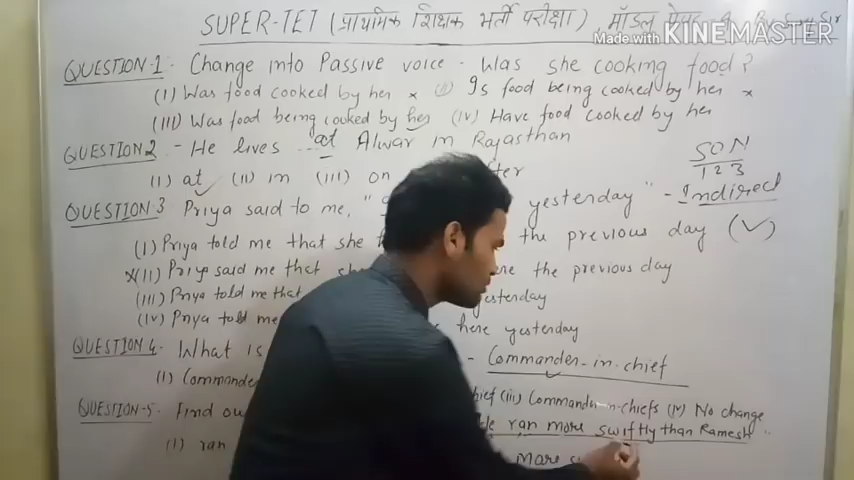 SUPER-TET (प्राथमिक शिक्षक भर्ती परीक्षा), मॉडल पेपर
Made with KINEMASTER
QUESTION-1 - Change into Passive voice - Was she cooking food?
(I) Was food cooked by her × (II) Is food being cooked by her ×
(III) Was food being cooked by her (IV) Have food cooked by her
QUESTION 2 - He lives ...at Alwar in Rajasthan
SON
123
(I) at ✓ (II) in (III) on
QUESTION-3 Priya said to me, " yesterday" - Indirect
(I) Priya told me that she the previous day (✓)
×(II) Priya said me that the previous day
(III) Priya told me that yesterday
(IV) Priya told me here yesterday
QUESTION 4 - What is - Commander-in-chief
(I) (iii) Commander-in-chiefs (IV) No change
QUESTION-5 - Find ran more swiftly than Ramesh
(I) ran more